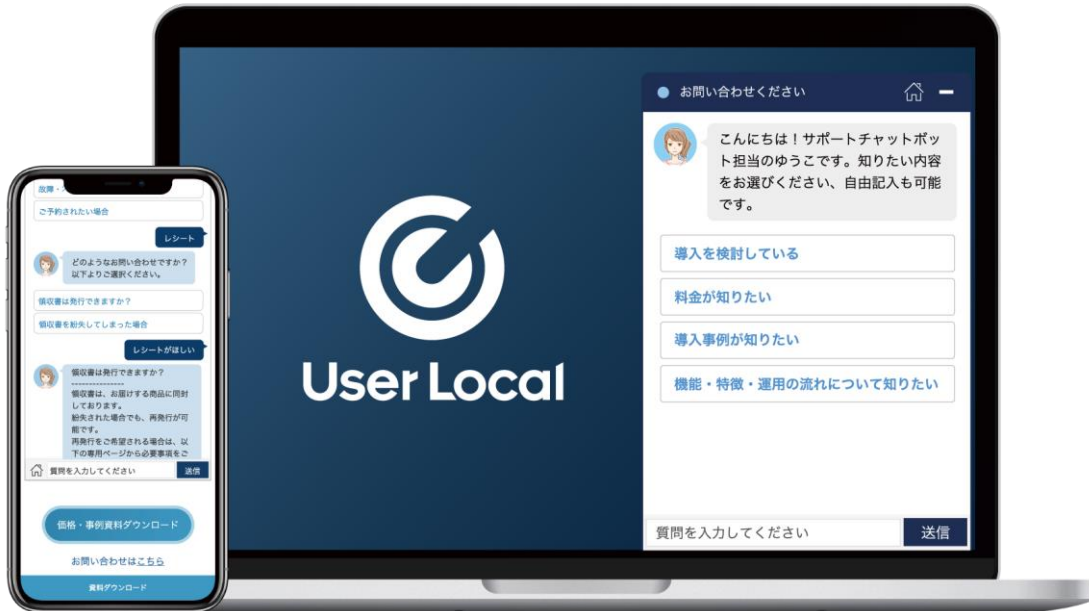 故障・
ご予約されたい場合
レシート
どのようなお問い合わせですか?
以下よりご選択ください。
領収書は発行できますか?
領収書を紛失してしまった場合
レシートがほしい
領収書は発行できますか?
---------------
領収書は、お届けする商品に同封
しております。
紛失された場合でも、再発行が可
能です。
再発行をご希望される場合は、以
下の専用ページから必要事項をご
質問を入力してください
送信
価格・事例資料ダウンロード
お問い合わせはこちら
資料ダウンロード
User Local
お問い合わせください
こんにちは!サポートチャットボッ
ト担当のゆうこです。知りたい内容
をお選びください、自由記入も可能
です。
導入を検討している
料金が知りたい
導入事例が知りたい
機能・特徴・運用の流れについて知りたい
質問を入力してください
送信